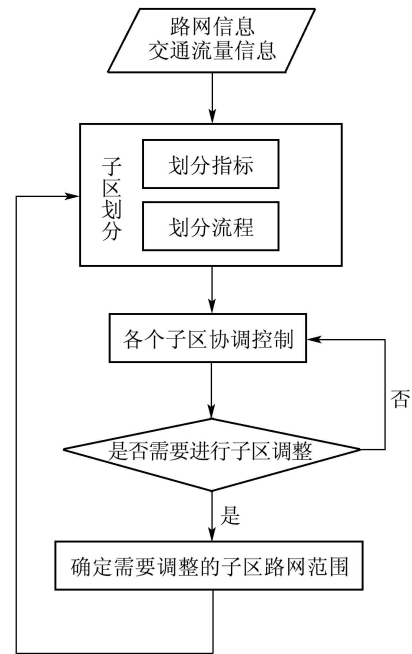 路网信息
交通流量信息
子区划分
划分指标
划分流程
各个子区协调控制
否
是否需要进行子区调整
是
确定需要调整的子区路网范围